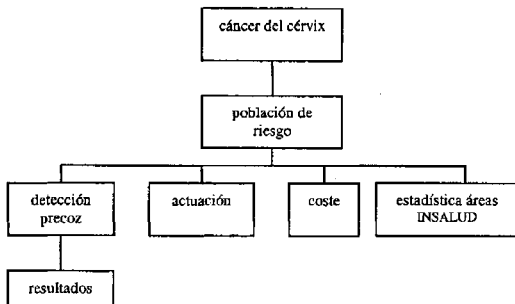 cáncer del cérvix
población de
riesgo
detección
precoz
actuación
coste
estadística áreas
INSALUD
resultados